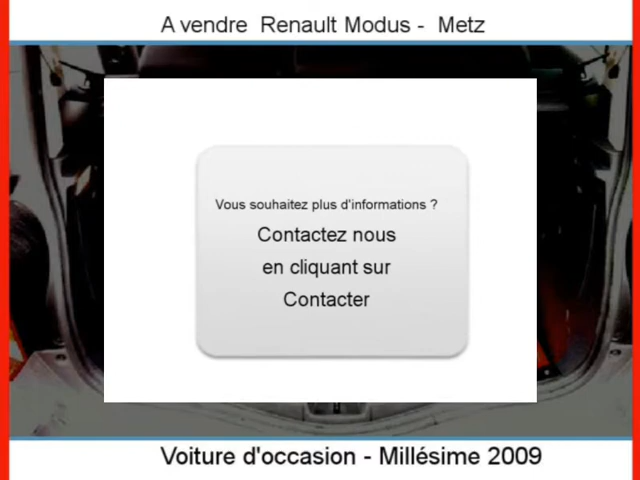 A vendre Renault Modus - Metz
Vous souhaitez plus d'informations ?
Contactez nous
en cliquant sur
Contacter
Voiture d'occasion - Millésime 2009